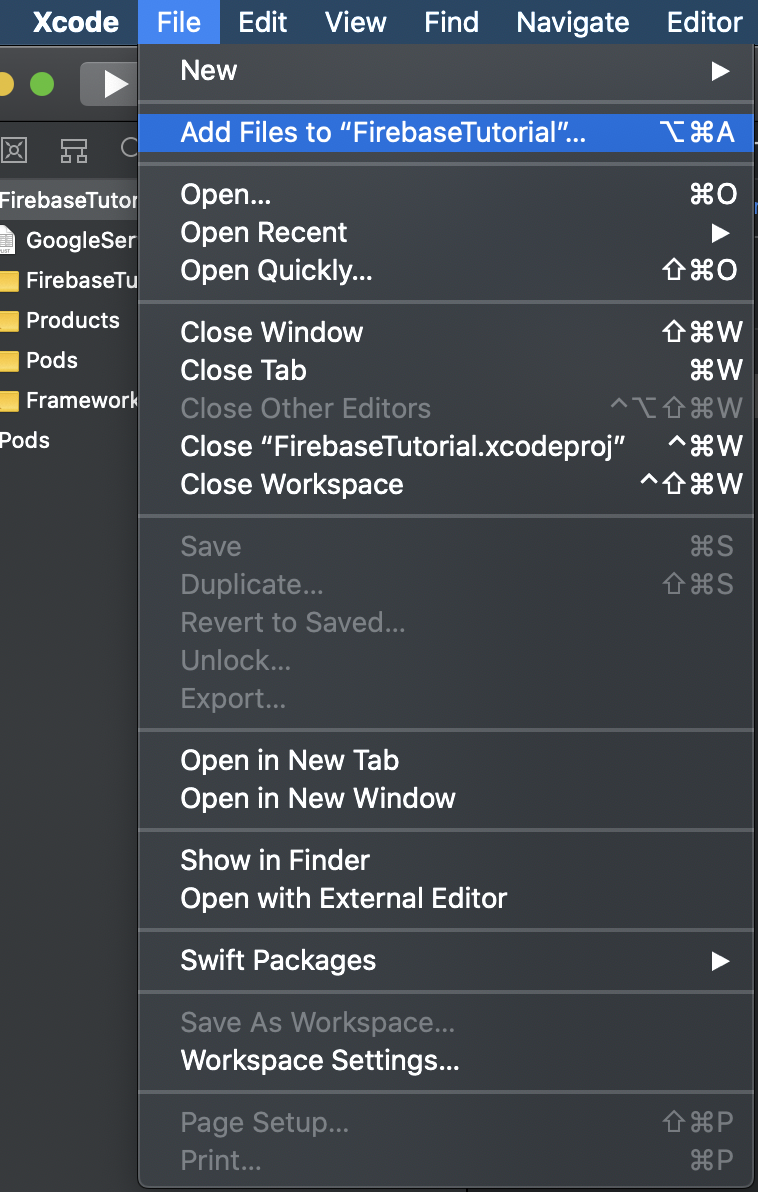 Xcode File Edit View Find Navigate Editor
New ▶
Add Files to “FirebaseTutorial”... ⌥⌘A
FirebaseTutor
GoogleSer
FirebaseTu
Products
Pods
Framework
Pods
Open... ⌘O
Open Recent ▶
Open Quickly... ⇧⌘O
Close Window ⇧⌘W
Close Tab ⌘W
Close Other Editors ^⌥⇧⌘W
Close “FirebaseTutorial.xcodeproj” ^⌘W
Close Workspace ^⇧⌘W
Save ⌘S
Duplicate... ⇧⌘S
Revert to Saved...
Unlock...
Export...
Open in New Tab
Open in New Window
Show in Finder
Open with External Editor
Swift Packages ▶
Save As Workspace...
Workspace Settings...
Page Setup... ⇧⌘P
Print... ⌘P